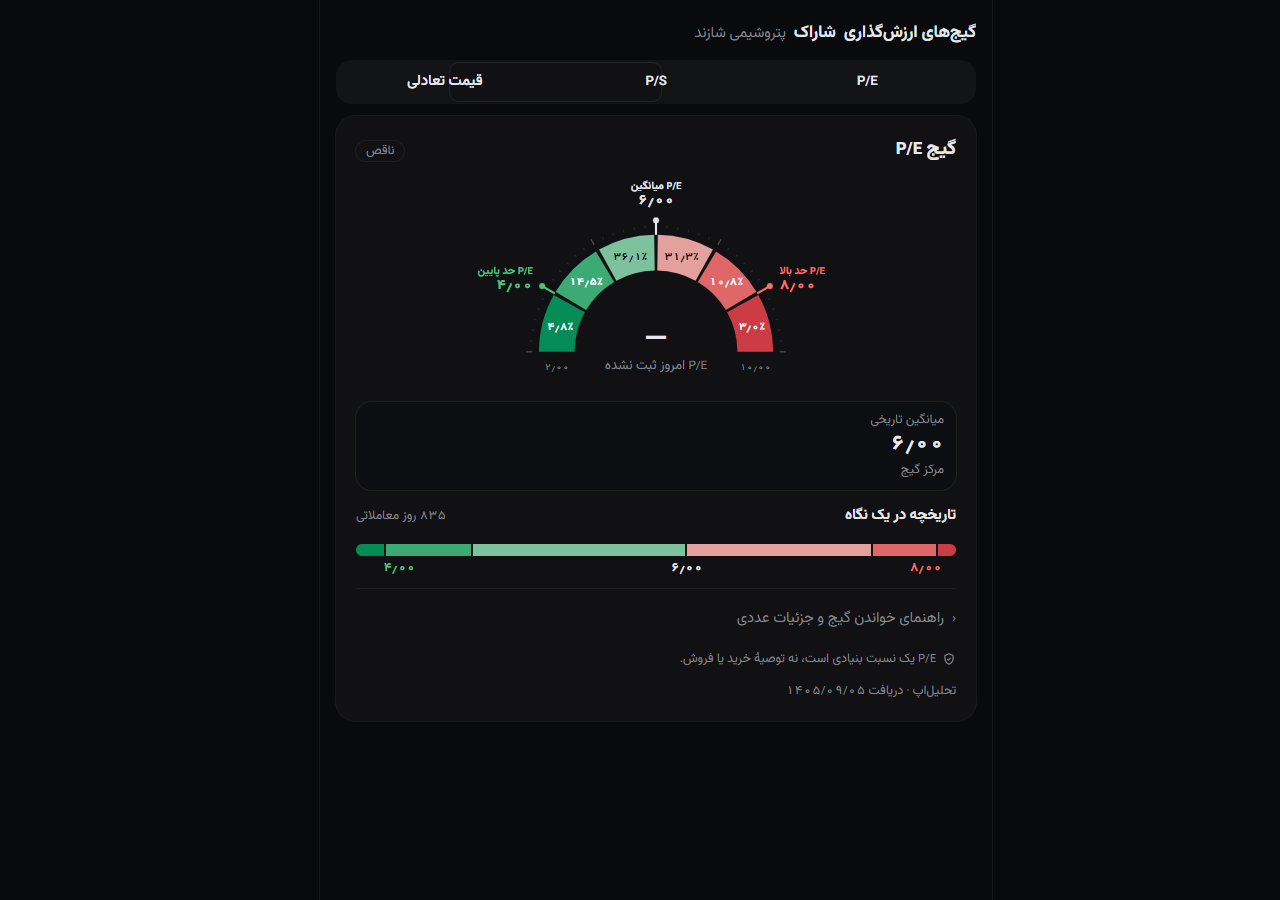 گیج‌های ارزش‌گذاری شاراک پتروشیمی شازند
P/E
P/S
قیمت تعادلی
گیج P/E
ناقص
P/E میانگین
۶٫۰۰
P/E حد بالا
۸٫۰۰
P/E حد پایین
۴٫۰۰
۳٫۰٪
۱۰٫۸٪
۳۱٫۳٪
۳۶٫۱٪
۱۴٫۵٪
۴٫۸٪
—
۱۰٫۰۰
P/E امروز ثبت نشده
۲٫۰۰
میانگین تاریخی
۶٫۰۰
مرکز گیج
تاریخچه در یک نگاه
۸۳۵ روز معاملاتی
۸٫۰۰
۶٫۰۰
۴٫۰۰
‹ راهنمای خواندن گیج و جزئیات عددی
P/E یک نسبت بنیادی است، نه توصیهٔ خرید یا فروش.
تحلیل‌اپ · دریافت ۱۴۰۵/۰۹/۰۵